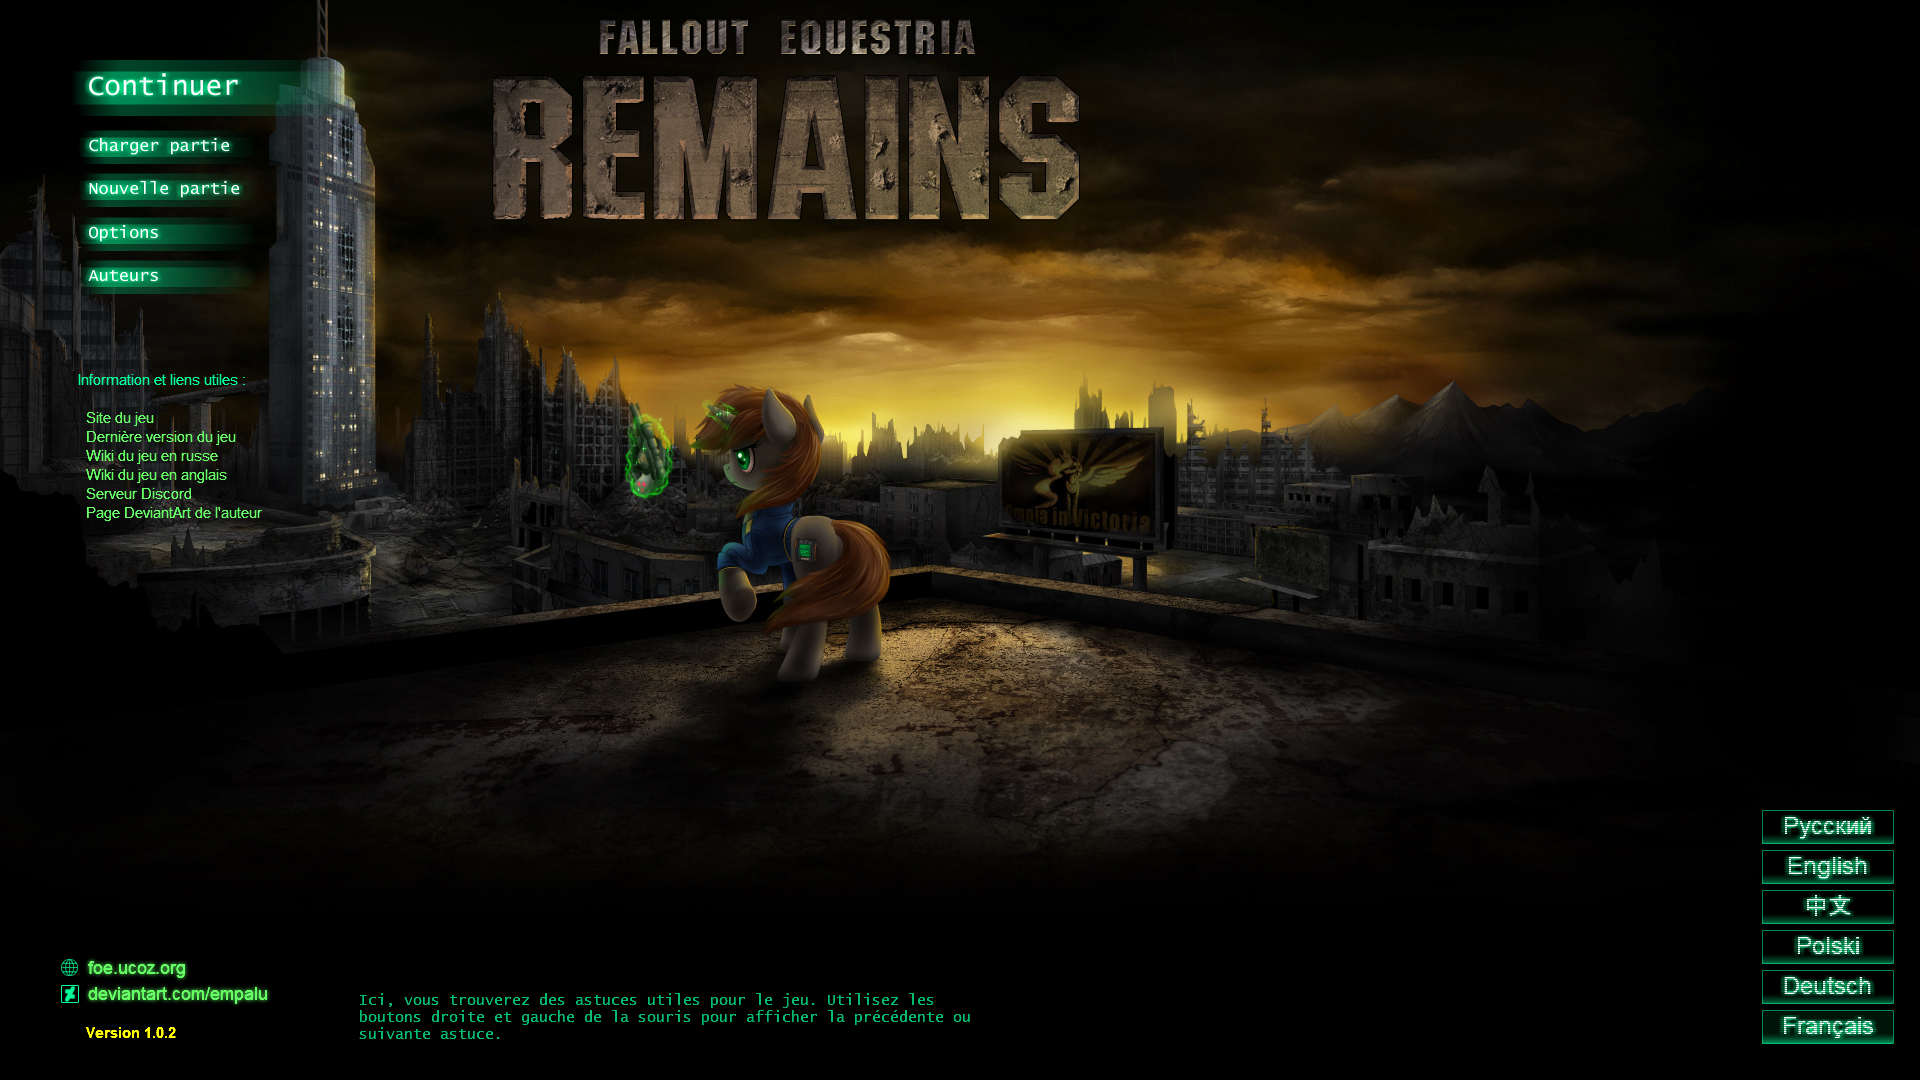 FALLOUT EQUESTRIA
REMAINS
Continuer
Charger partie
Nouvelle partie
Options
Auteurs
Information et liens utiles :
Site du jeu
Dernière version du jeu
Wiki du jeu en russe
Wiki du jeu en anglais
Serveur Discord
Page DeviantArt de l'auteur
in Victoria
Русский
English
中文
Polski
Deutsch
Français
foe.ucoz.org
deviantart.com/empalu
Version 1.0.2
Ici, vous trouverez des astuces utiles pour le jeu. Utilisez les
boutons droite et gauche de la souris pour afficher la précédente ou
suivante astuce.